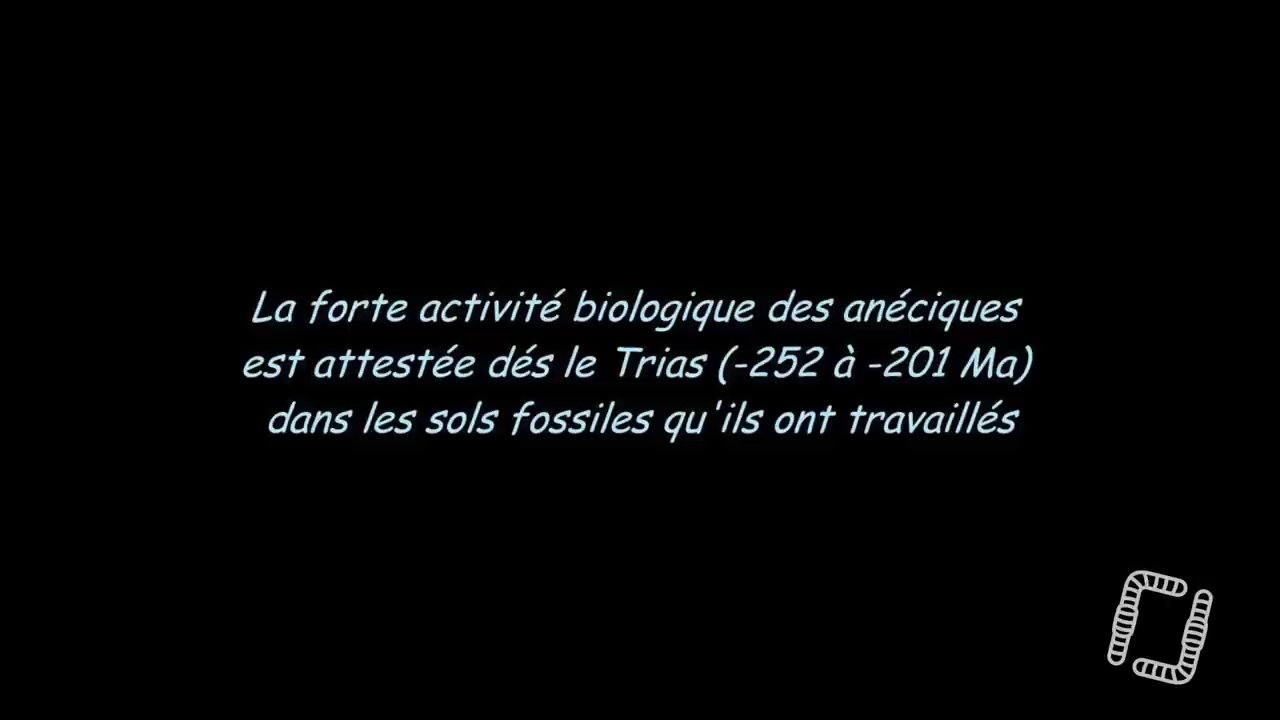 La forte activité biologique des anéciques
est attestée dés le Trias (-252 à -201 Ma)
dans les sols fossiles qu'ils ont travaillés